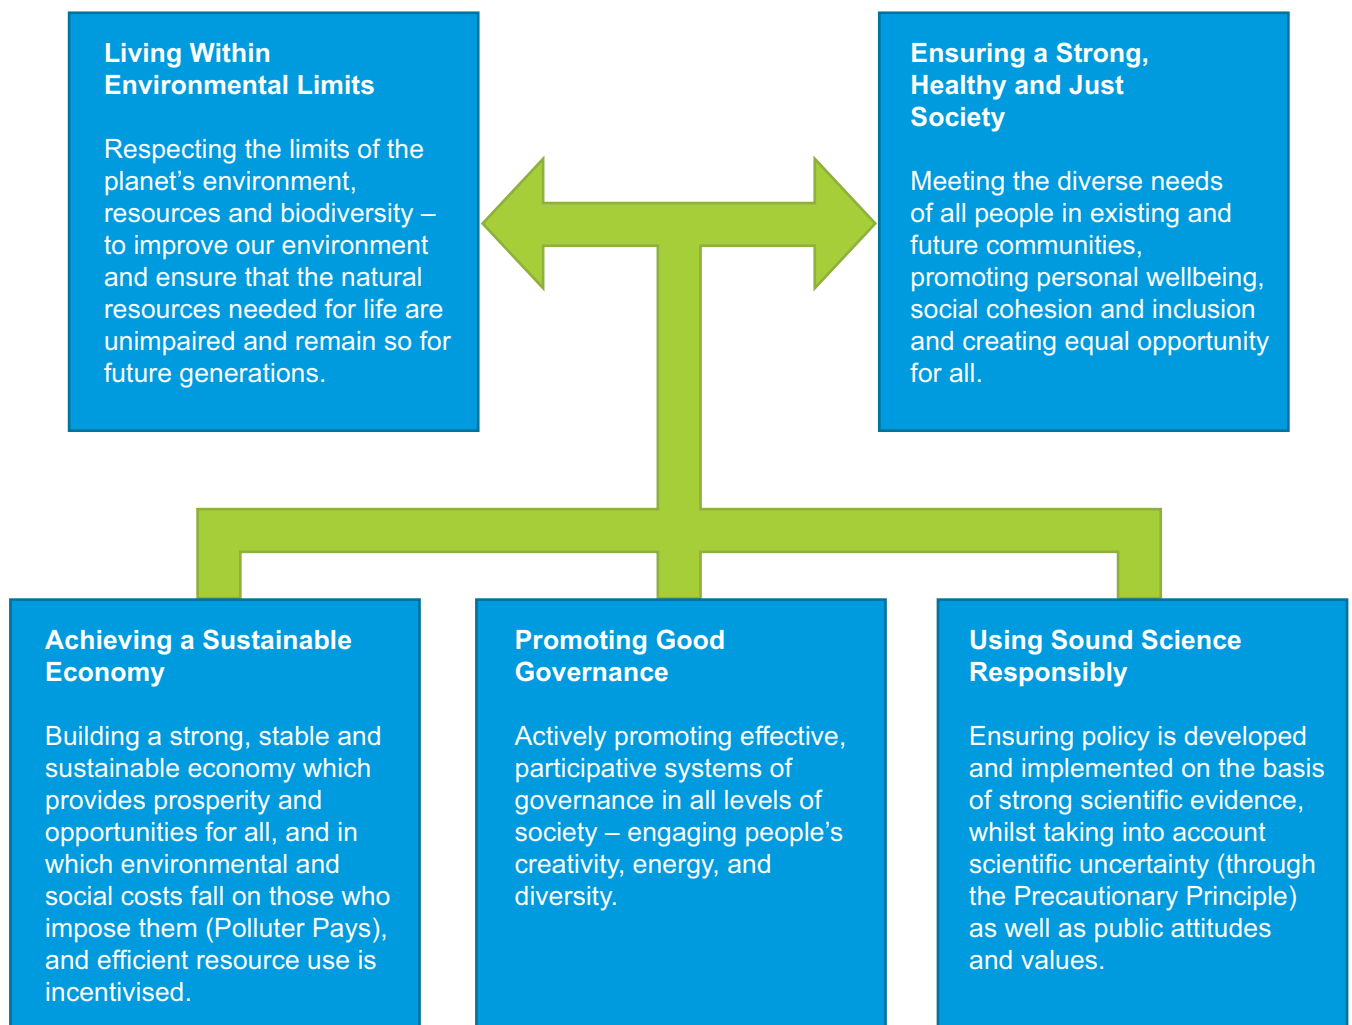 Living Within
Environmental Limits
Respecting the limits of the
planet’s environment,
resources and biodiversity –
to improve our environment
and ensure that the natural
resources needed for life are
unimpaired and remain so for
future generations.
Ensuring a Strong,
Healthy and Just
Society
Meeting the diverse needs
of all people in existing and
future communities,
promoting personal wellbeing,
social cohesion and inclusion
and creating equal opportunity
for all.
Achieving a Sustainable
Economy
Building a strong, stable and
sustainable economy which
provides prosperity and
opportunities for all, and in
which environmental and
social costs fall on those who
impose them (Polluter Pays),
and efficient resource use is
incentivised.
Promoting Good
Governance
Actively promoting effective,
participative systems of
governance in all levels of
society – engaging people’s
creativity, energy, and
diversity.
Using Sound Science
Responsibly
Ensuring policy is developed
and implemented on the basis
of strong scientific evidence,
whilst taking into account
scientific uncertainty (through
the Precautionary Principle)
as well as public attitudes
and values.